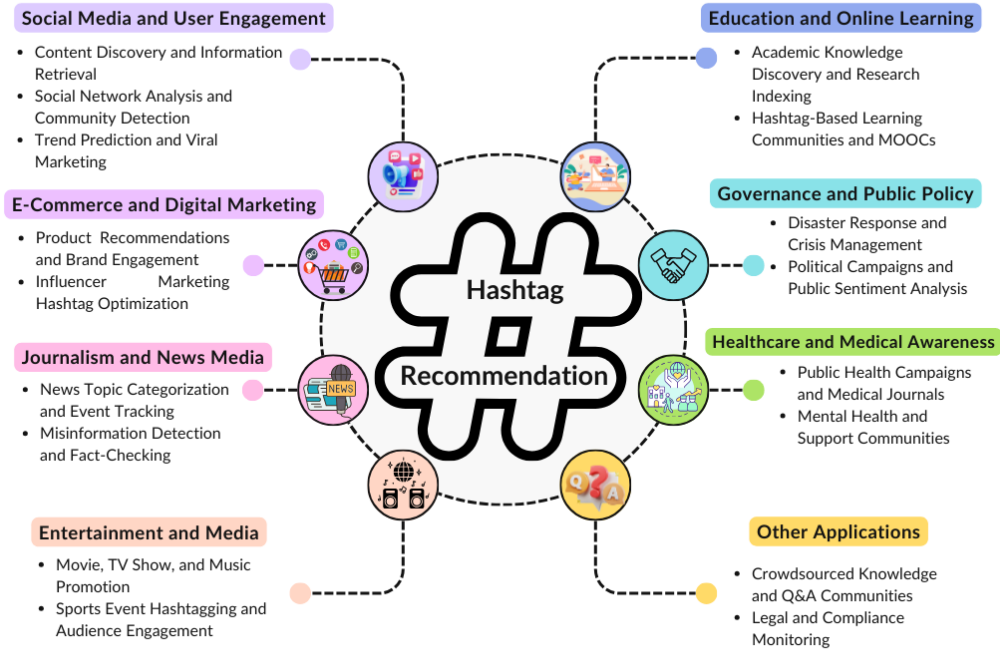 Social Media and User Engagement
• Content Discovery and Information
Retrieval
• Social Network Analysis and
Community Detection
• Trend Prediction and Viral
Marketing
E-Commerce and Digital Marketing
• Product Recommendations
and Brand Engagement
• Influencer Marketing
Hashtag Optimization
Journalism and News Media
• News Topic Categorization
and Event Tracking
• Misinformation Detection
and Fact-Checking
Entertainment and Media
• Movie, TV Show, and Music
Promotion
• Sports Event Hashtagging and
Audience Engagement
Hashtag
Recommendation
NEWS
Q ? A
Education and Online Learning
• Academic Knowledge
Discovery and Research
Indexing
• Hashtag-Based Learning
Communities and MOOCs
Governance and Public Policy
• Disaster Response and
Crisis Management
• Political Campaigns and
Public Sentiment Analysis
Healthcare and Medical Awareness
• Public Health Campaigns
and Medical Journals
• Mental Health and
Support Communities
Other Applications
• Crowdsourced Knowledge
and Q&A Communities
• Legal and Compliance
Monitoring